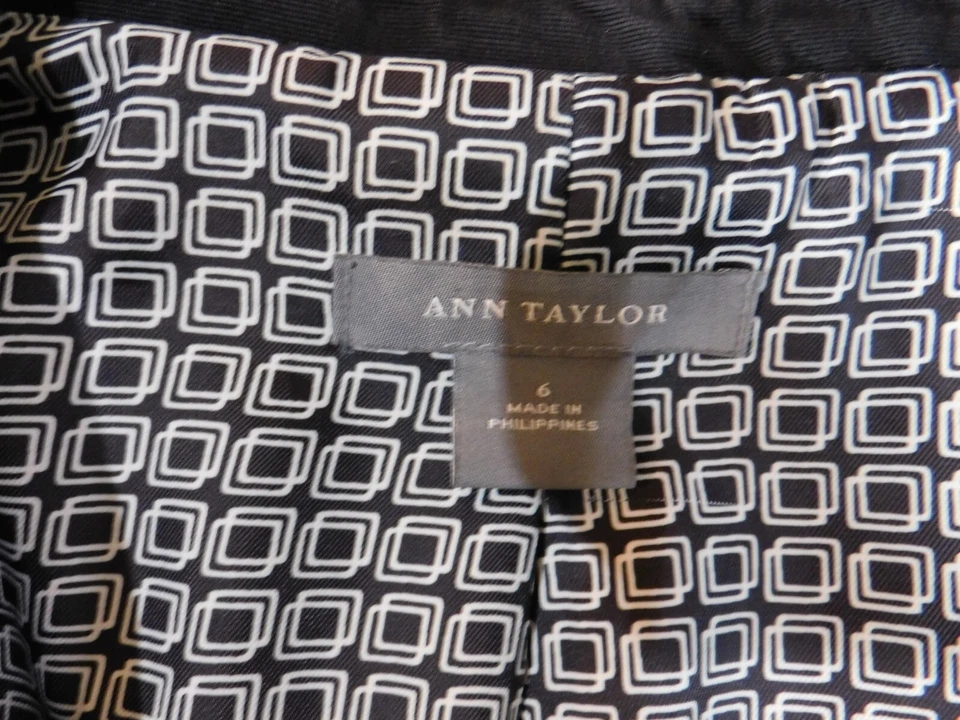 ANN TAYLOR
6
MADE IN
PHILIPPINES